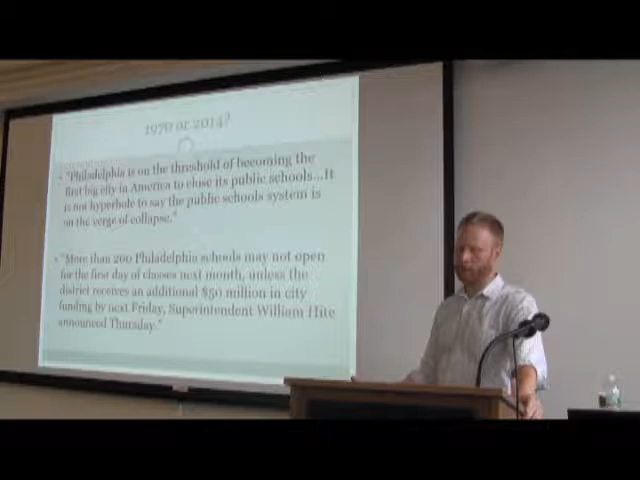 1970 or 2014?
"Philadelphia is on the threshold of becoming the
first big city in America to close its public schools...It
is not hyperbole to say the public schools system is
on the verge of collapse."
"More than 200 Philadelphia schools may not open
for the first day of classes next month, unless the
district receives an additional $50 million in city
funding by next Friday, Superintendent William Hite
announced Thursday."